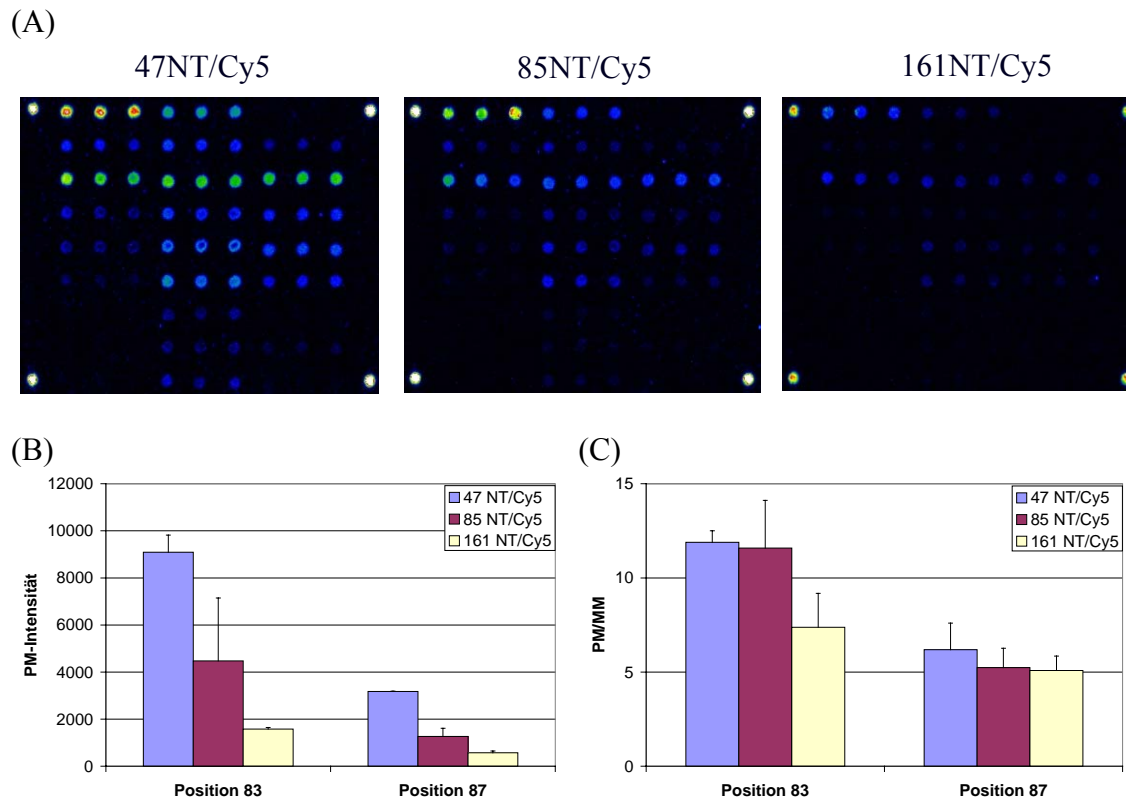 (A)
47NT/Cy5 85NT/Cy5 161NT/Cy5
(B)
12000
10000
8000
6000
4000
2000
0
PM-Intensität
47 NT/Cy5
85 NT/Cy5
161 NT/Cy5
Position 83 Position 87
(C)
15
10
5
0
PM/MM
47 NT/Cy5
85 NT/Cy5
161 NT/Cy5
Position 83 Position 87